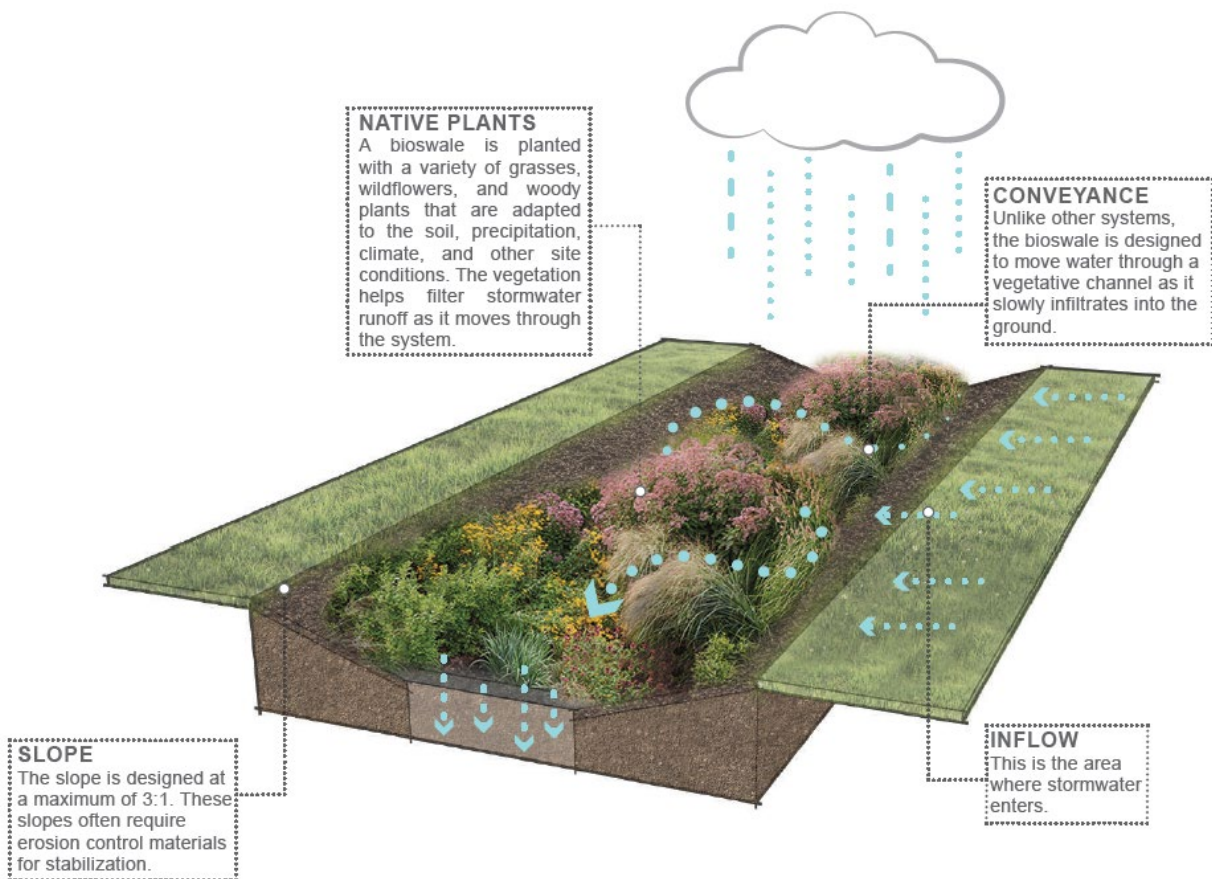 NATIVE PLANTS
A bioswale is planted
with a variety of grasses,
wildflowers, and woody
plants that are adapted
to the soil, precipitation,
climate, and other site
conditions. The vegetation
helps filter stormwater
runoff as it moves through
the system.
CONVEYANCE
Unlike other systems,
the bioswale is designed
to move water through a
vegetative channel as it
slowly infiltrates into the
ground.
SLOPE
The slope is designed at
a maximum of 3:1. These
slopes often require
erosion control materials
for stabilization.
INFLOW
This is the area
where stormwater
enters.